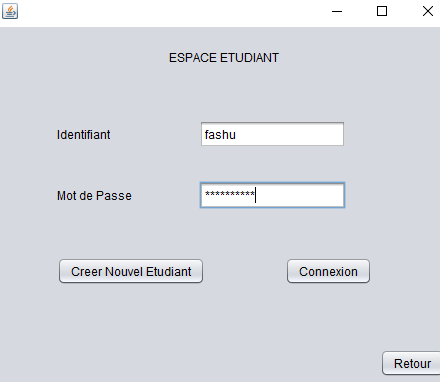 ESPACE ETUDIANT
Identifiant fashu
Mot de Passe **********
Creer Nouvel Etudiant Connexion
Retour